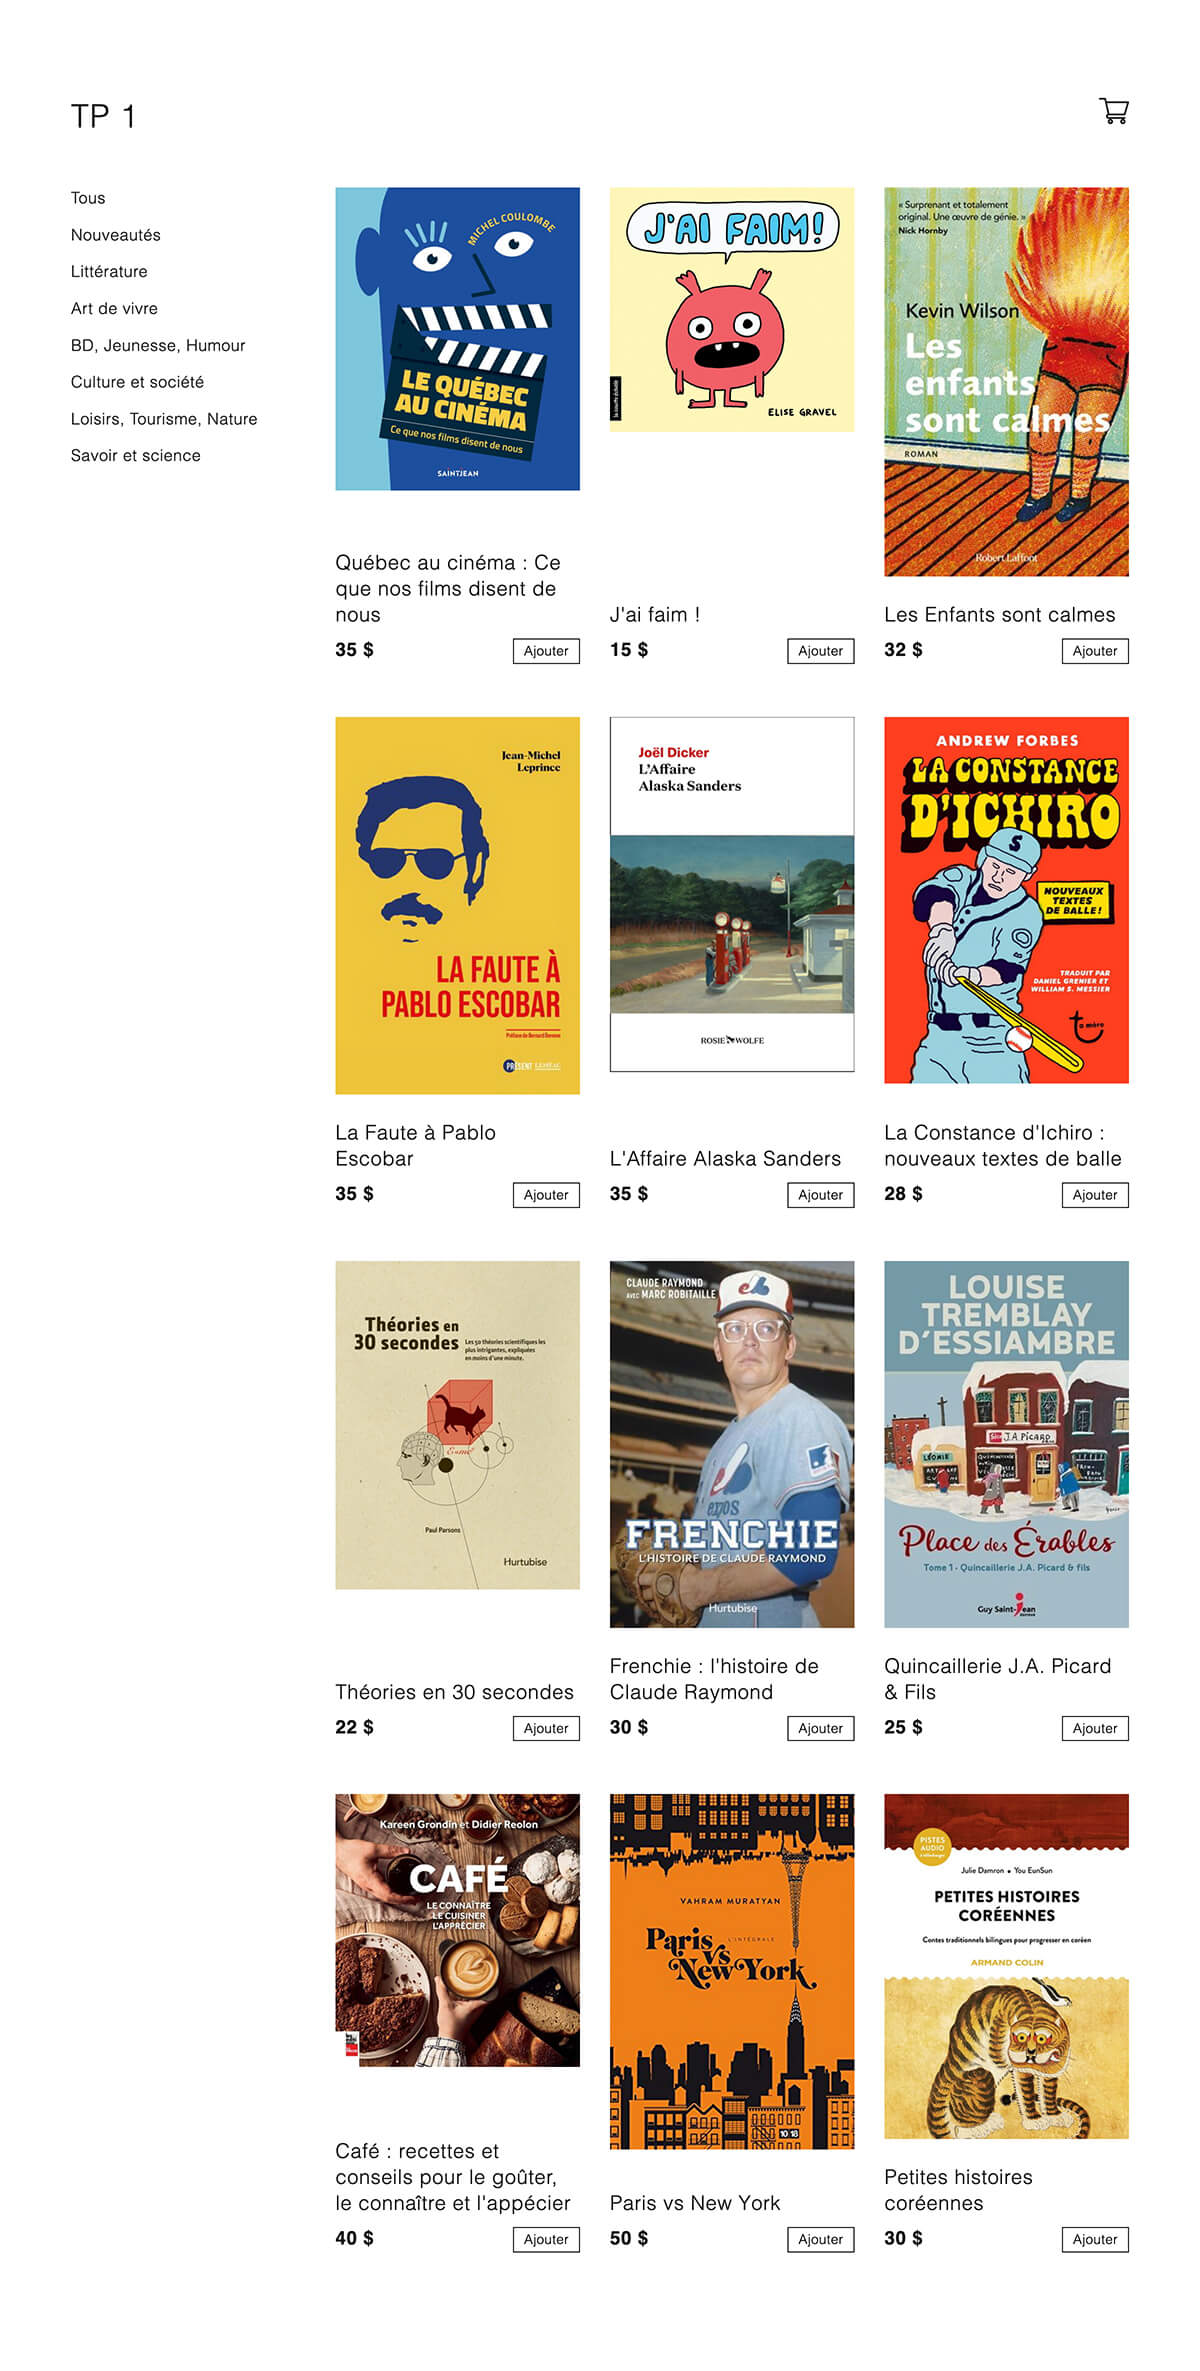 TP 1
Tous
Nouveautés
Littérature
Art de vivre
BD, Jeunesse, Humour
Culture et société
Loisirs, Tourisme, Nature
Savoir et science
MICHEL COULOMBE
LE QUÉBEC
AU CINÉMA
Ce que nos films disent de nous
SAINTJEAN
Québec au cinéma : Ce
que nos films disent de
nous
35 $
Ajouter
J'AI FAIM!
ELISE GRAVEL
J'ai faim !
15 $
Ajouter
« Surprenant et totalement
original. Une œuvre de génie. »
Nick Hornby
Kevin Wilson
Les
enfants
sont calmes
ROMAN
Robert Laffont
Les Enfants sont calmes
32 $
Ajouter
Jean-Michel
Leprince
LA FAUTE À
PABLO ESCOBAR
PRÉSENT
La Faute à Pablo
Escobar
35 $
Ajouter
Joël Dicker
L'Affaire
Alaska Sanders
ROSIE WOLFE
L'Affaire Alaska Sanders
35 $
Ajouter
ANDREW FORBES
LA CONSTANCE
D'ICHIRO
S
NOUVEAUX
TEXTES
DE BALLE !
TRADUIT PAR
DANIEL GRENIER ET
WILLIAM S. MESSIER
ta mère
La Constance d'Ichiro :
nouveaux textes de balle
28 $
Ajouter
Théories en
30 secondes
Les 50 théories scientifiques les
plus intrigantes, expliquées
en moins d'une minute.
E=mc²
Paul Parsons
Hurtubise
Théories en 30 secondes
22 $
Ajouter
CLAUDE RAYMOND
AVEC MARC ROBITAILLE
FRENCHIE
L'HISTOIRE DE CLAUDE RAYMOND
Hurtubise
Frenchie : l'histoire de
Claude Raymond
30 $
Ajouter
LOUISE
TREMBLAY
D'ESSIAMBRE
J.A. PICARD
LÉONIE
Place des Érables
Tome 1 - Quincaillerie J.A. Picard & fils
Guy Saint-Jean
Quincaillerie J.A. Picard
& Fils
25 $
Ajouter
Kareen Grondin et Didier Reolon
CAFÉ
LE CONNAÎTRE
LE CUISINER
L'APPRÉCIER
Café : recettes et
conseils pour le goûter,
le connaître et l'appécier
40 $
Ajouter
VAHRAM MURATYAN
L'INTÉGRALE
Paris
vs
New York
10 18
Paris vs New York
50 $
Ajouter
PISTES
AUDIO
à télécharger
Julie Damron • You EunSun
PETITES HISTOIRES
CORÉENNES
Contes traditionnels bilingues pour progresser en coréen
ARMAND COLIN
Petites histoires
coréennes
30 $
Ajouter